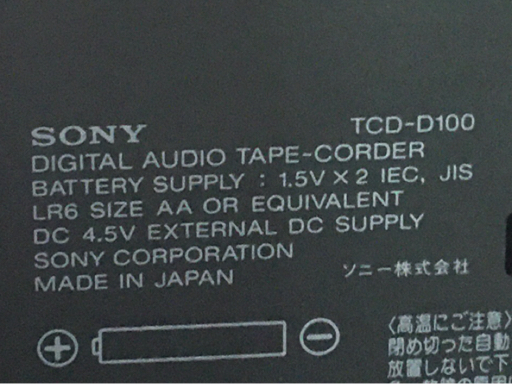 SONY TCD-D100
DIGITAL AUDIO TAPE-CORDER
BATTERY SUPPLY : 1.5V×2 IEC, JIS
LR6 SIZE AA OR EQUIVALENT
DC 4.5V EXTERNAL DC SUPPLY
SONY CORPORATION
MADE IN JAPAN ソニー株式会社
〈高温にご注意〉
閉め切った自動
放置しないで下